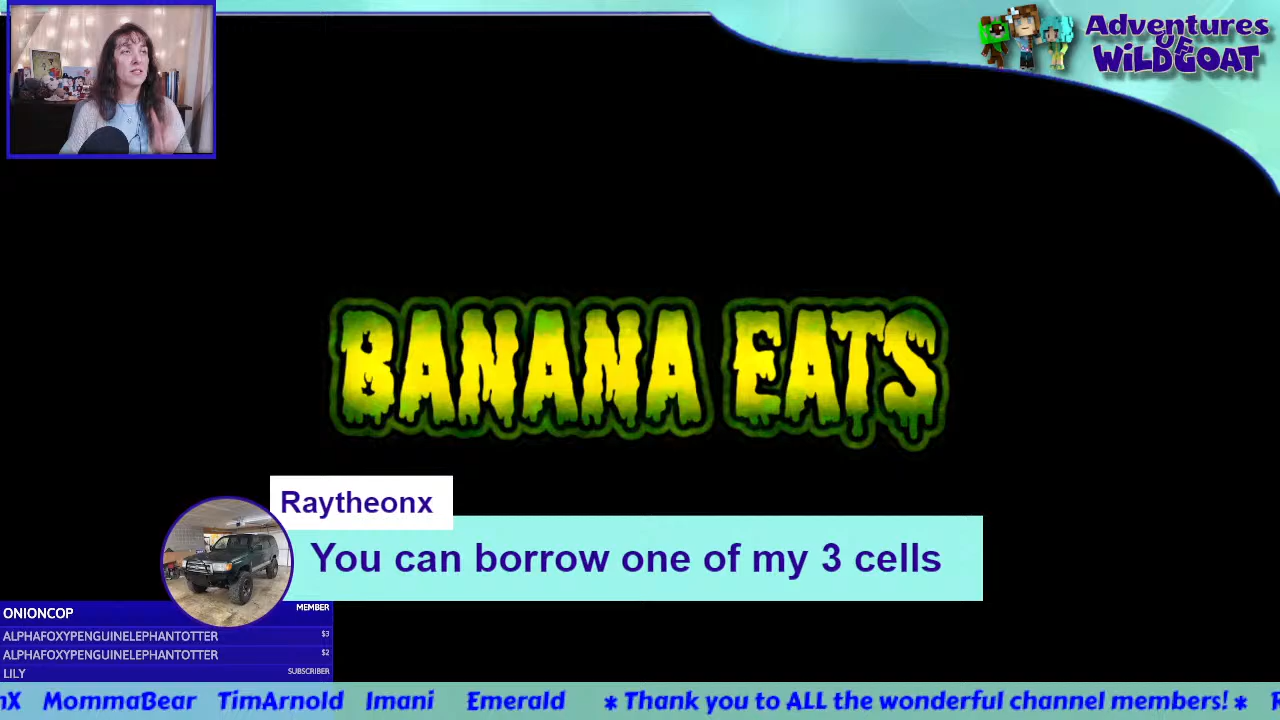 Adventures
OF
WiLDGOAT
BANANA EATS
Raytheonx
You can borrow one of my 3 cells
ONIONCOP MEMBER
ALPHAFOXYPENGUINELEPHANTOTTER $3
ALPHAFOXYPENGUINELEPHANTOTTER $2
LILY SUBSCRIBER
nX MommaBear TimArnold Imani Emerald * Thank you to ALL the wonderful channel members! *